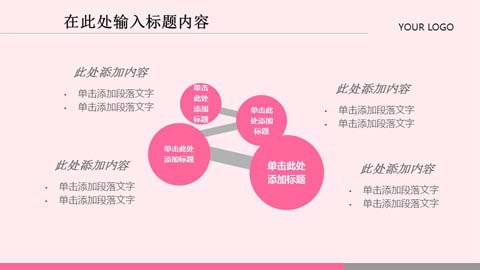 在此处输入标题内容
YOUR LOGO
此处添加内容
• 单击添加段落文字
• 单击添加段落文字
此处添加内容
• 单击添加段落文字
• 单击添加段落文字
单击
此处
添加
标题
单击此
处添加
标题
单击此处
添加标题
单击此处
添加标题
此处添加内容
• 单击添加段落文字
• 单击添加段落文字
此处添加内容
• 单击添加段落文字
• 单击添加段落文字